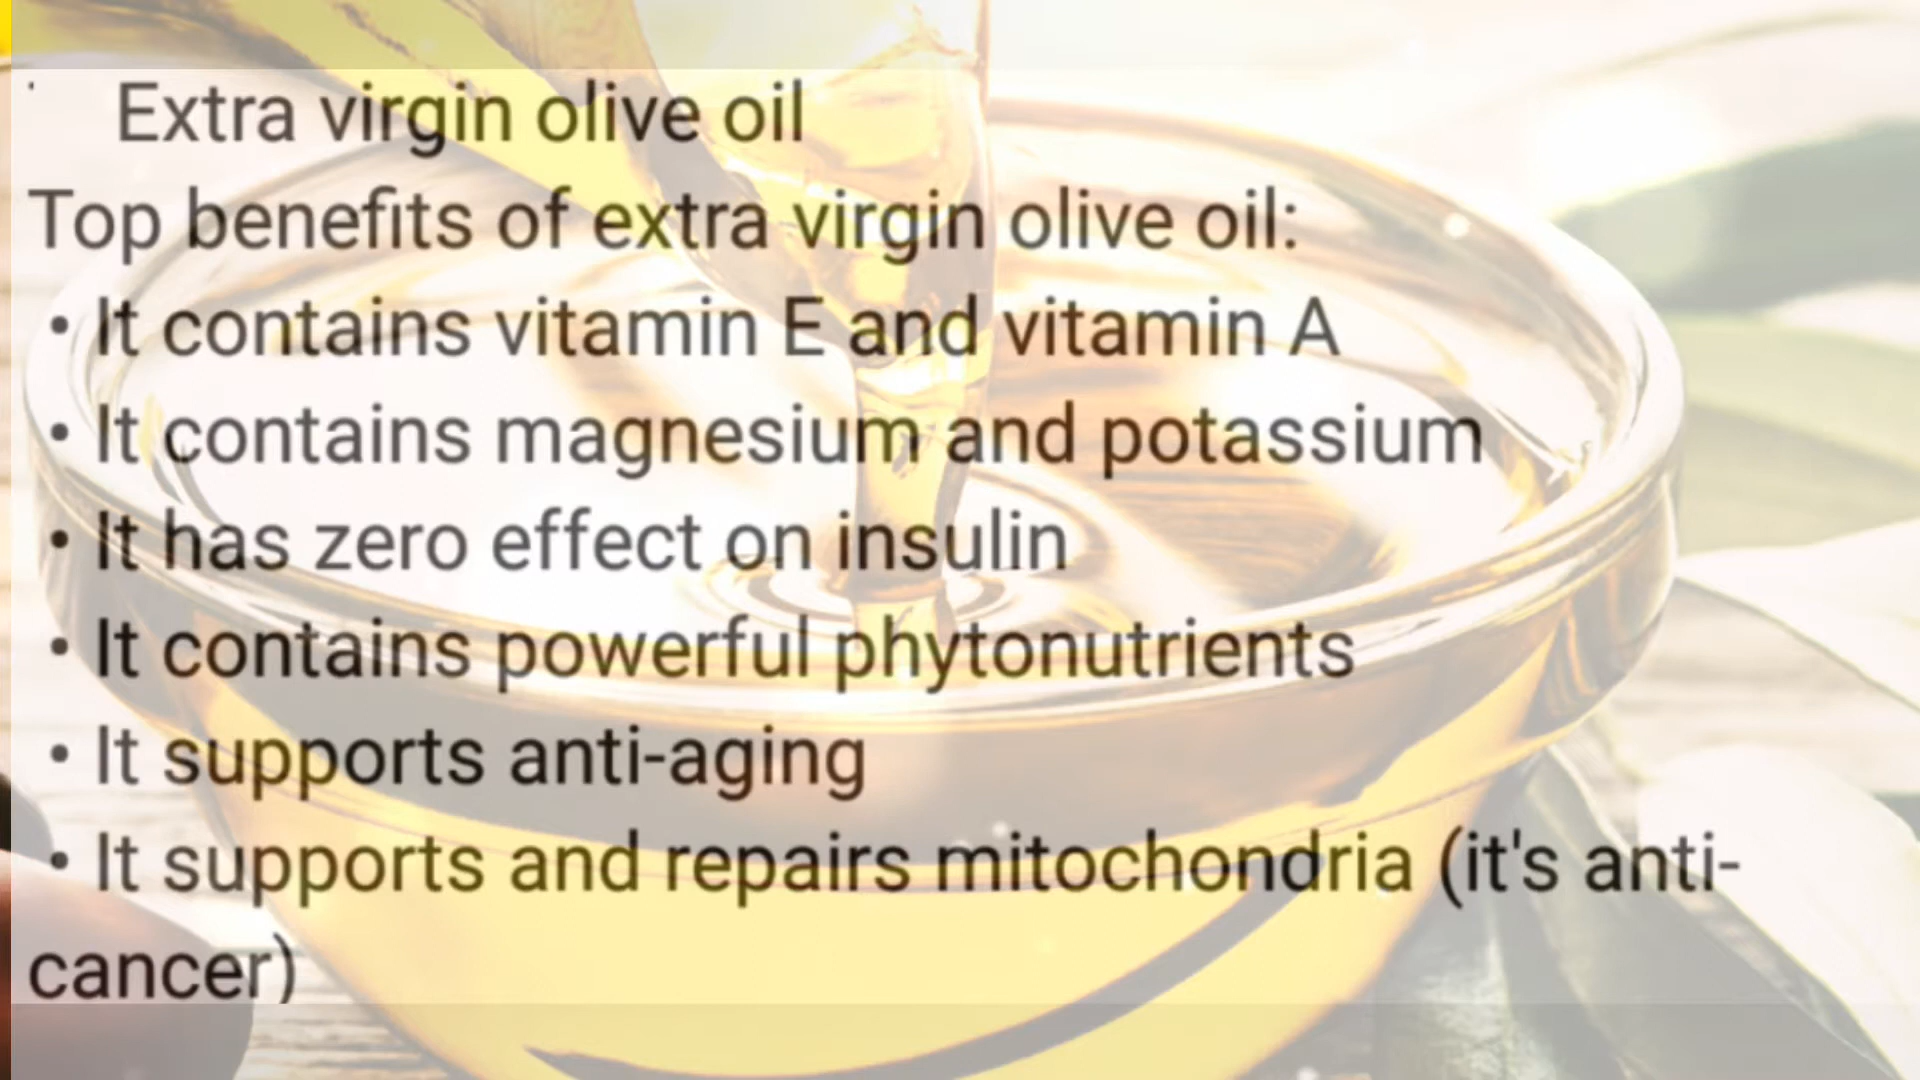 Extra virgin olive oil
Top benefits of extra virgin olive oil:
• It contains vitamin E and vitamin A
• It contains magnesium and potassium
• It has zero effect on insulin
• It contains powerful phytonutrients
• It supports anti-aging
• It supports and repairs mitochondria (it's anti-
cancer)